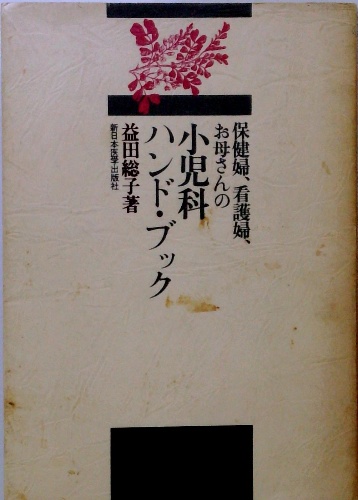 保健婦、看護婦、
お母さんの
小児科
ハンド・ブック
益田総子著
新日本医学出版社